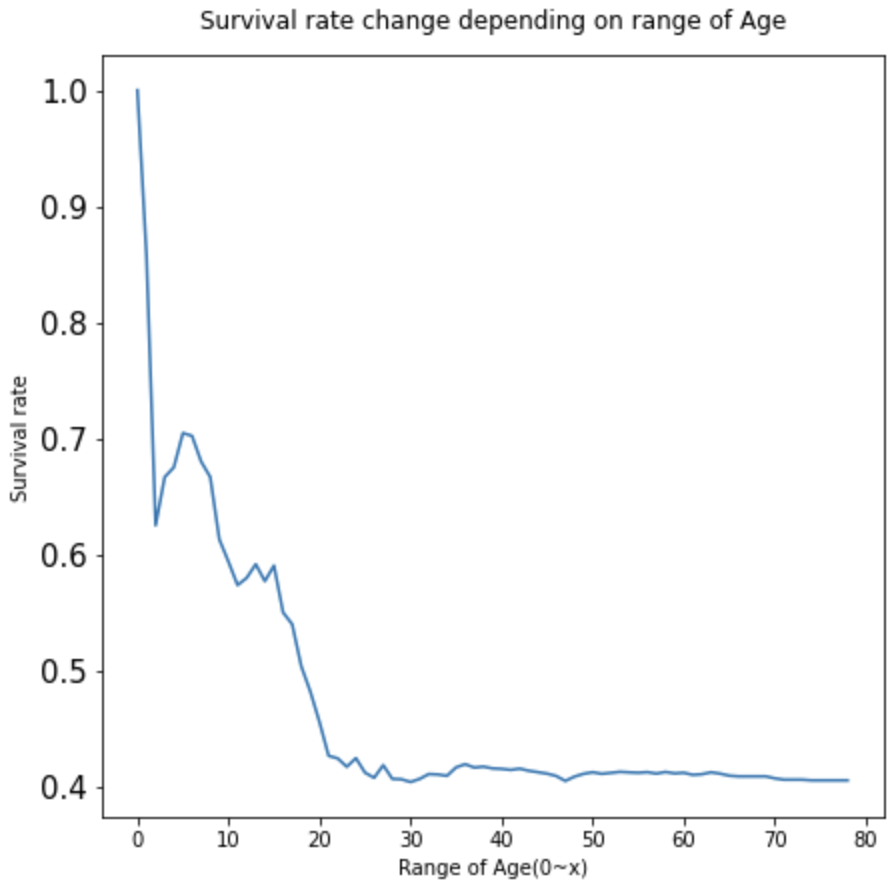 Survival rate change depending on range of Age
1.0
0.9
0.8
0.7
0.6
0.5
0.4
Survival rate
0 10 20 30 40 50 60 70 80
Range of Age(0~x)